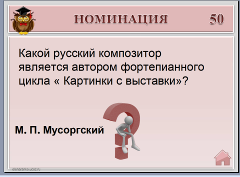 НОМИНАЦИЯ 50
Какой русский композитор
является автором фортепианного
цикла « Картинки с выставки»?
М. П. Мусоргский